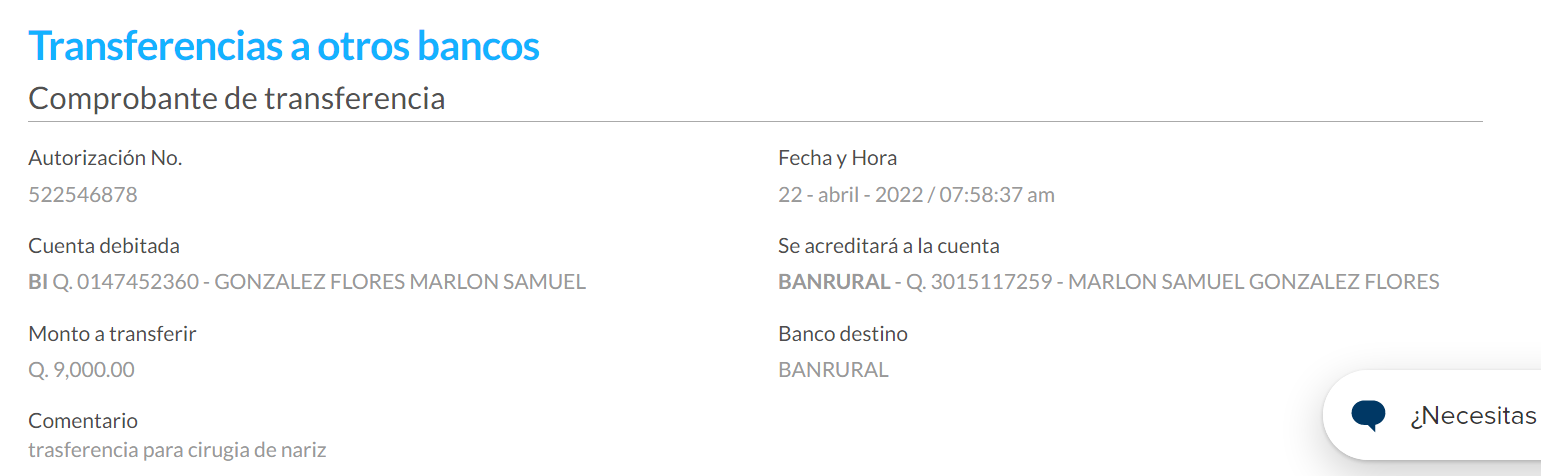 Transferencias a otros bancos
Comprobante de transferencia
Autorización No.
522546878
Fecha y Hora
22 - abril - 2022 / 07:58:37 am
Cuenta debitada
BI Q. 0147452360 - GONZALEZ FLORES MARLON SAMUEL
Se acreditará a la cuenta
BANRURAL - Q. 3015117259 - MARLON SAMUEL GONZALEZ FLORES
Monto a transferir
Q. 9,000.00
Banco destino
BANRURAL
Comentario
trasferencia para cirugia de nariz
¿Necesitas